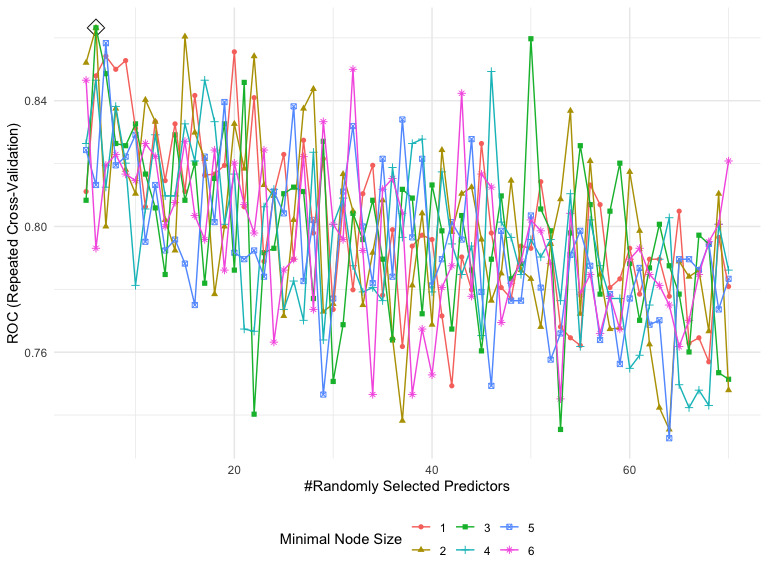 0.84
0.80
0.76
ROC (Repeated Cross-Validation)
20 40 60
#Randomly Selected Predictors
Minimal Node Size
1 3 5
2 4 6